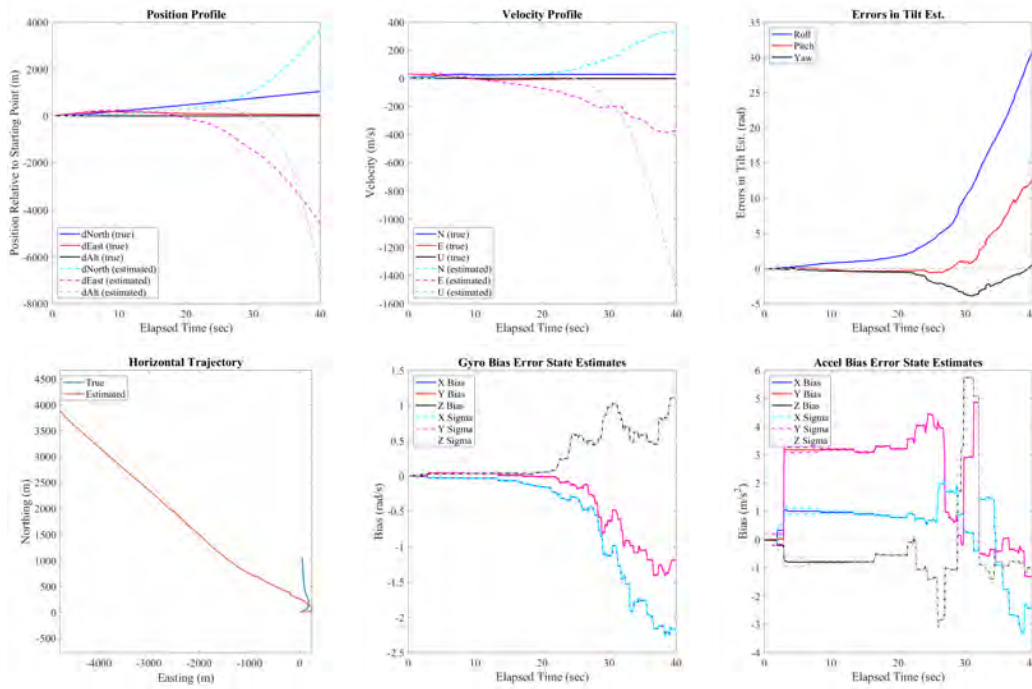 Position Profile
Position Relative to Starting Point (m)
4000
2000
0
-2000
-4000
-6000
-8000
dNorth (true)
dEast (true)
dAlt (true)
dNorth (estimated)
dEast (estimated)
dAlt (estimated)
0 10 20 30 40
Elapsed Time (sec)
Velocity Profile
Velocity (m/s)
400
200
0
-200
-400
-600
-800
-1000
-1200
-1400
-1600
N (true)
E (true)
U (true)
N (estimated)
E (estimated)
U (estimated)
0 10 20 30 40
Elapsed Time (sec)
Errors in Tilt Est.
Errors in Tilt Est. (rad)
Roll
Pitch
Yaw
35
30
25
20
15
10
5
0
-5
0 10 20 30 40
Elapsed Time (sec)
Horizontal Trajectory
Northing (m)
True
Estimated
4500
4000
3500
3000
2500
2000
1500
1000
500
0
-500
-4000 -3000 -2000 -1000 0
Easting (m)
Gyro Bias Error State Estimates
Bias (rad/s)
1.5
1
0.5
0
-0.5
-1
-1.5
-2
-2.5
X Bias
Y Bias
Z Bias
X Sigma
Y Sigma
Z Sigma
0 10 20 30 40
Elapsed Time (sec)
Accel Bias Error State Estimates
Bias (m/s2)
6
5
4
3
2
1
0
-1
-2
-3
-4
X Bias
Y Bias
Z Bias
X Sigma
Y Sigma
Z Sigma
0 10 20 30 40
Elapsed Time (sec)